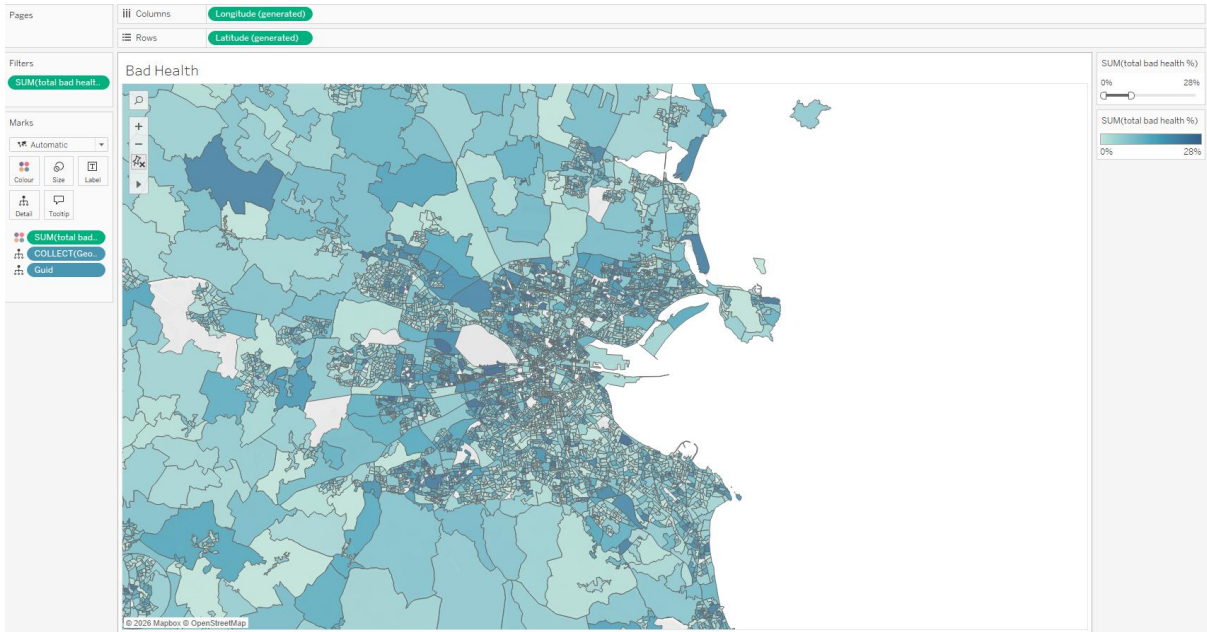 Pages
Columns
Longitude (generated)
Rows
Latitude (generated)
Filters
SUM(total bad healt..
Marks
Automatic
Colour
Size
Label
Detail
Tooltip
SUM(total bad..
COLLECT(Geo..
Guid
Bad Health
© 2026 Mapbox © OpenStreetMap
SUM(total bad health %)
0% 28%
SUM(total bad health %)
0% 28%